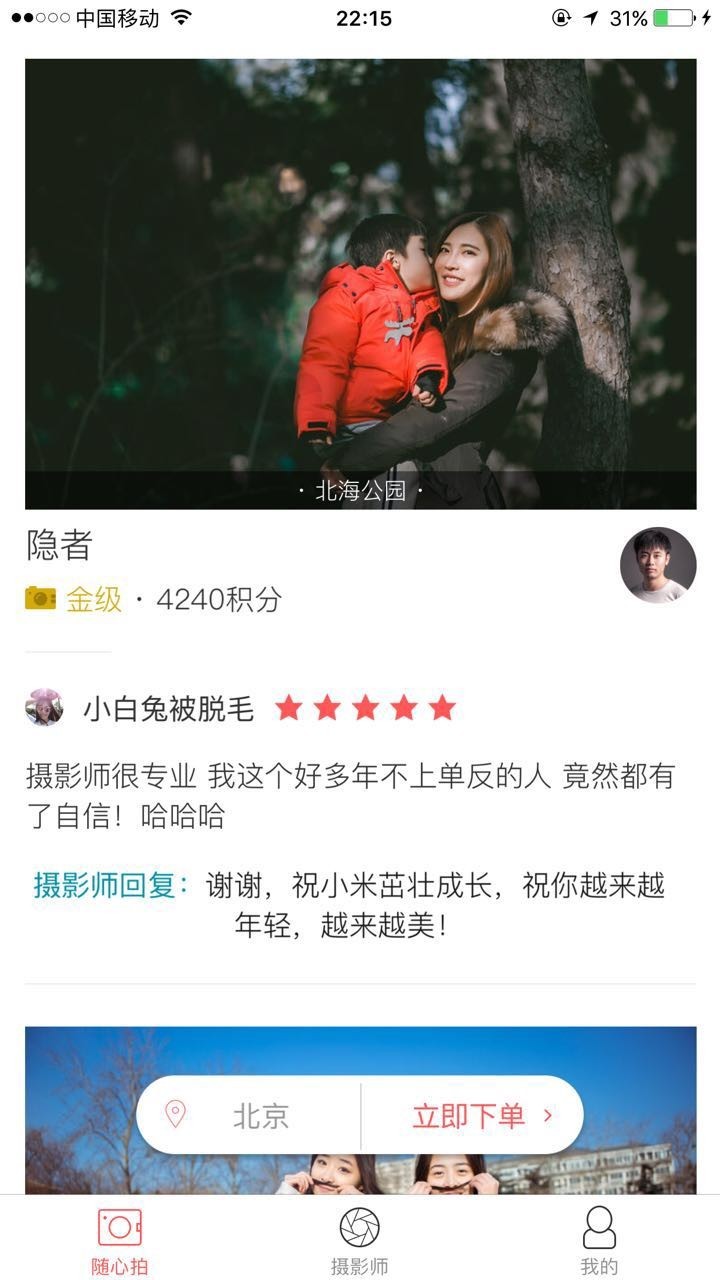 中国移动
22:15
31%
· 北海公园 ·
隐者
金级 · 4240积分
小白兔被脱毛
摄影师很专业 我这个好多年不上单反的人 竟然都有
了自信！哈哈哈
摄影师回复：谢谢，祝小米茁壮成长，祝你越来越
年轻，越来越美！
北京
立即下单 ›
随心拍
摄影师
我的